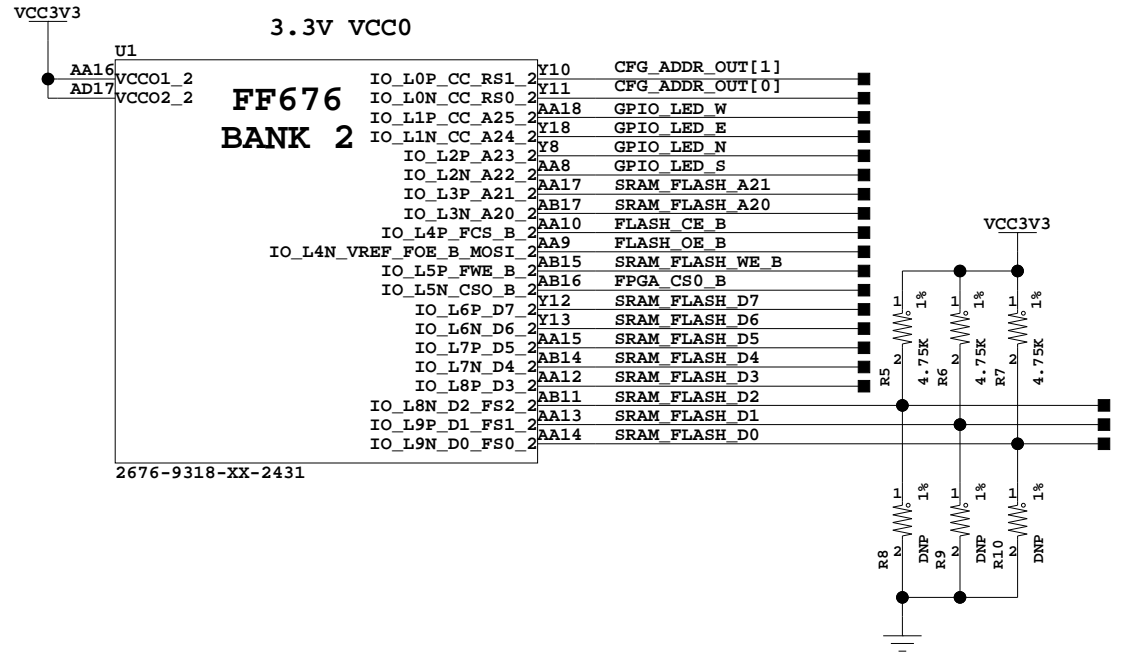 VCC3V3
3.3V VCC0
U1
AA16 VCCO1_2
AD17 VCCO2_2
FF676
BANK 2
IO_L0P_CC_RS1_2 Y10 CFG_ADDR_OUT[1]
IO_L0N_CC_RS0_2 Y11 CFG_ADDR_OUT[0]
IO_L1P_CC_A25_2 AA18 GPIO_LED_W
IO_L1N_CC_A24_2 Y18 GPIO_LED_E
IO_L2P_A23_2 Y8 GPIO_LED_N
IO_L2N_A22_2 AA8 GPIO_LED_S
IO_L3P_A21_2 AA17 SRAM_FLASH_A21
IO_L3N_A20_2 AB17 SRAM_FLASH_A20
IO_L4P_FCS_B_2 AA10 FLASH_CE_B
IO_L4N_VREF_FOE_B_MOSI_2 AA9 FLASH_OE_B
IO_L5P_FWE_B_2 AB15 SRAM_FLASH_WE_B
IO_L5N_CSO_B_2 AB16 FPGA_CS0_B
IO_L6P_D7_2 Y12 SRAM_FLASH_D7
IO_L6N_D6_2 Y13 SRAM_FLASH_D6
IO_L7P_D5_2 AA15 SRAM_FLASH_D5
IO_L7N_D4_2 AB14 SRAM_FLASH_D4
IO_L8P_D3_2 AA12 SRAM_FLASH_D3
IO_L8N_D2_FS2_2 AB11 SRAM_FLASH_D2
IO_L9P_D1_FS1_2 AA13 SRAM_FLASH_D1
IO_L9N_D0_FS0_2 AA14 SRAM_FLASH_D0
2676-9318-XX-2431
VCC3V3
R5 1 2 4.75K 1%
R6 1 2 4.75K 1%
R7 1 2 4.75K 1%
R8 1 2 DNP 1%
R9 1 2 DNP 1%
R10 1 2 DNP 1%